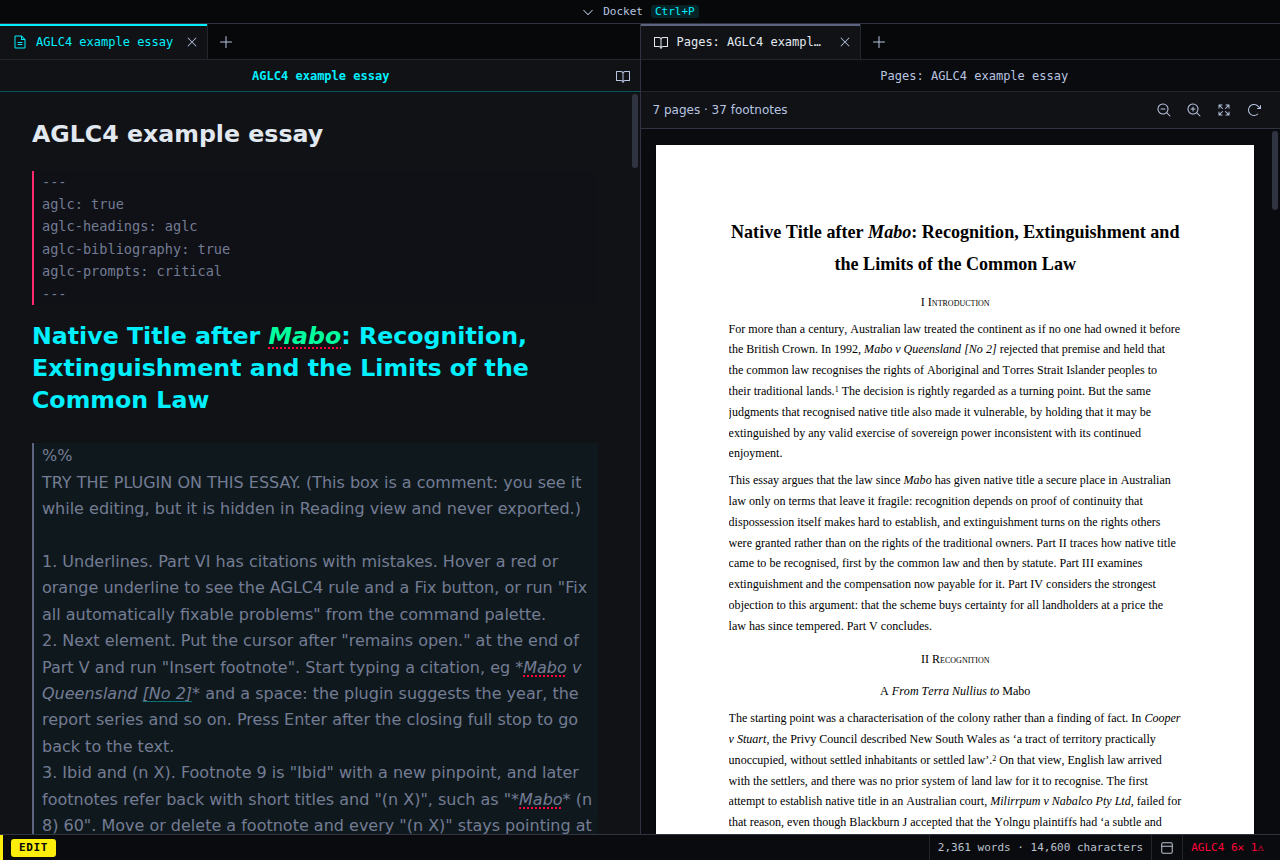 Docket Ctrl+P
AGLC4 example essay
Pages: AGLC4 exampl…
AGLC4 example essay
Pages: AGLC4 example essay
7 pages · 37 footnotes
AGLC4 example essay
---
aglc: true
aglc-headings: aglc
aglc-bibliography: true
aglc-prompts: critical
---
Native Title after Mabo: Recognition,
Extinguishment and the Limits of the
Common Law
%%
TRY THE PLUGIN ON THIS ESSAY. (This box is a comment: you see it
while editing, but it is hidden in Reading view and never exported.)
1. Underlines. Part VI has citations with mistakes. Hover a red or
orange underline to see the AGLC4 rule and a Fix button, or run "Fix
all automatically fixable problems" from the command palette.
2. Next element. Put the cursor after "remains open." at the end of
Part V and run "Insert footnote". Start typing a citation, eg *Mabo v
Queensland [No 2]* and a space: the plugin suggests the year, the
report series and so on. Press Enter after the closing full stop to go
back to the text.
3. Ibid and (n X). Footnote 9 is "Ibid" with a new pinpoint, and later
footnotes refer back with short titles and "(n X)", such as "*Mabo* (n
8) 60". Move or delete a footnote and every "(n X)" stays pointing at
Native Title after Mabo: Recognition, Extinguishment and
the Limits of the Common Law
I Introduction
For more than a century, Australian law treated the continent as if no one had owned it before
the British Crown. In 1992, Mabo v Queensland [No 2] rejected that premise and held that
the common law recognises the rights of Aboriginal and Torres Strait Islander peoples to
their traditional lands.1 The decision is rightly regarded as a turning point. But the same
judgments that recognised native title also made it vulnerable, by holding that it may be
extinguished by any valid exercise of sovereign power inconsistent with its continued
enjoyment.
This essay argues that the law since Mabo has given native title a secure place in Australian
law only on terms that leave it fragile: recognition depends on proof of continuity that
dispossession itself makes hard to establish, and extinguishment turns on the rights others
were granted rather than on the rights of the traditional owners. Part II traces how native title
came to be recognised, first by the common law and then by statute. Part III examines
extinguishment and the compensation now payable for it. Part IV considers the strongest
objection to this argument: that the scheme buys certainty for all landholders at a price the
law has since tempered. Part V concludes.
II Recognition
A From Terra Nullius to Mabo
The starting point was a characterisation of the colony rather than a finding of fact. In Cooper
v Stuart, the Privy Council described New South Wales as ‘a tract of territory practically
unoccupied, without settled inhabitants or settled law’.2 On that view, English law arrived
with the settlers, and there was no prior system of land law for it to recognise. The first
attempt to establish native title in an Australian court, Milirrpum v Nabalco Pty Ltd, failed for
that reason, even though Blackburn J accepted that the Yolngu plaintiffs had ‘a subtle and
EDIT
2,361 words · 14,600 characters
AGLC4 6× 1⚠